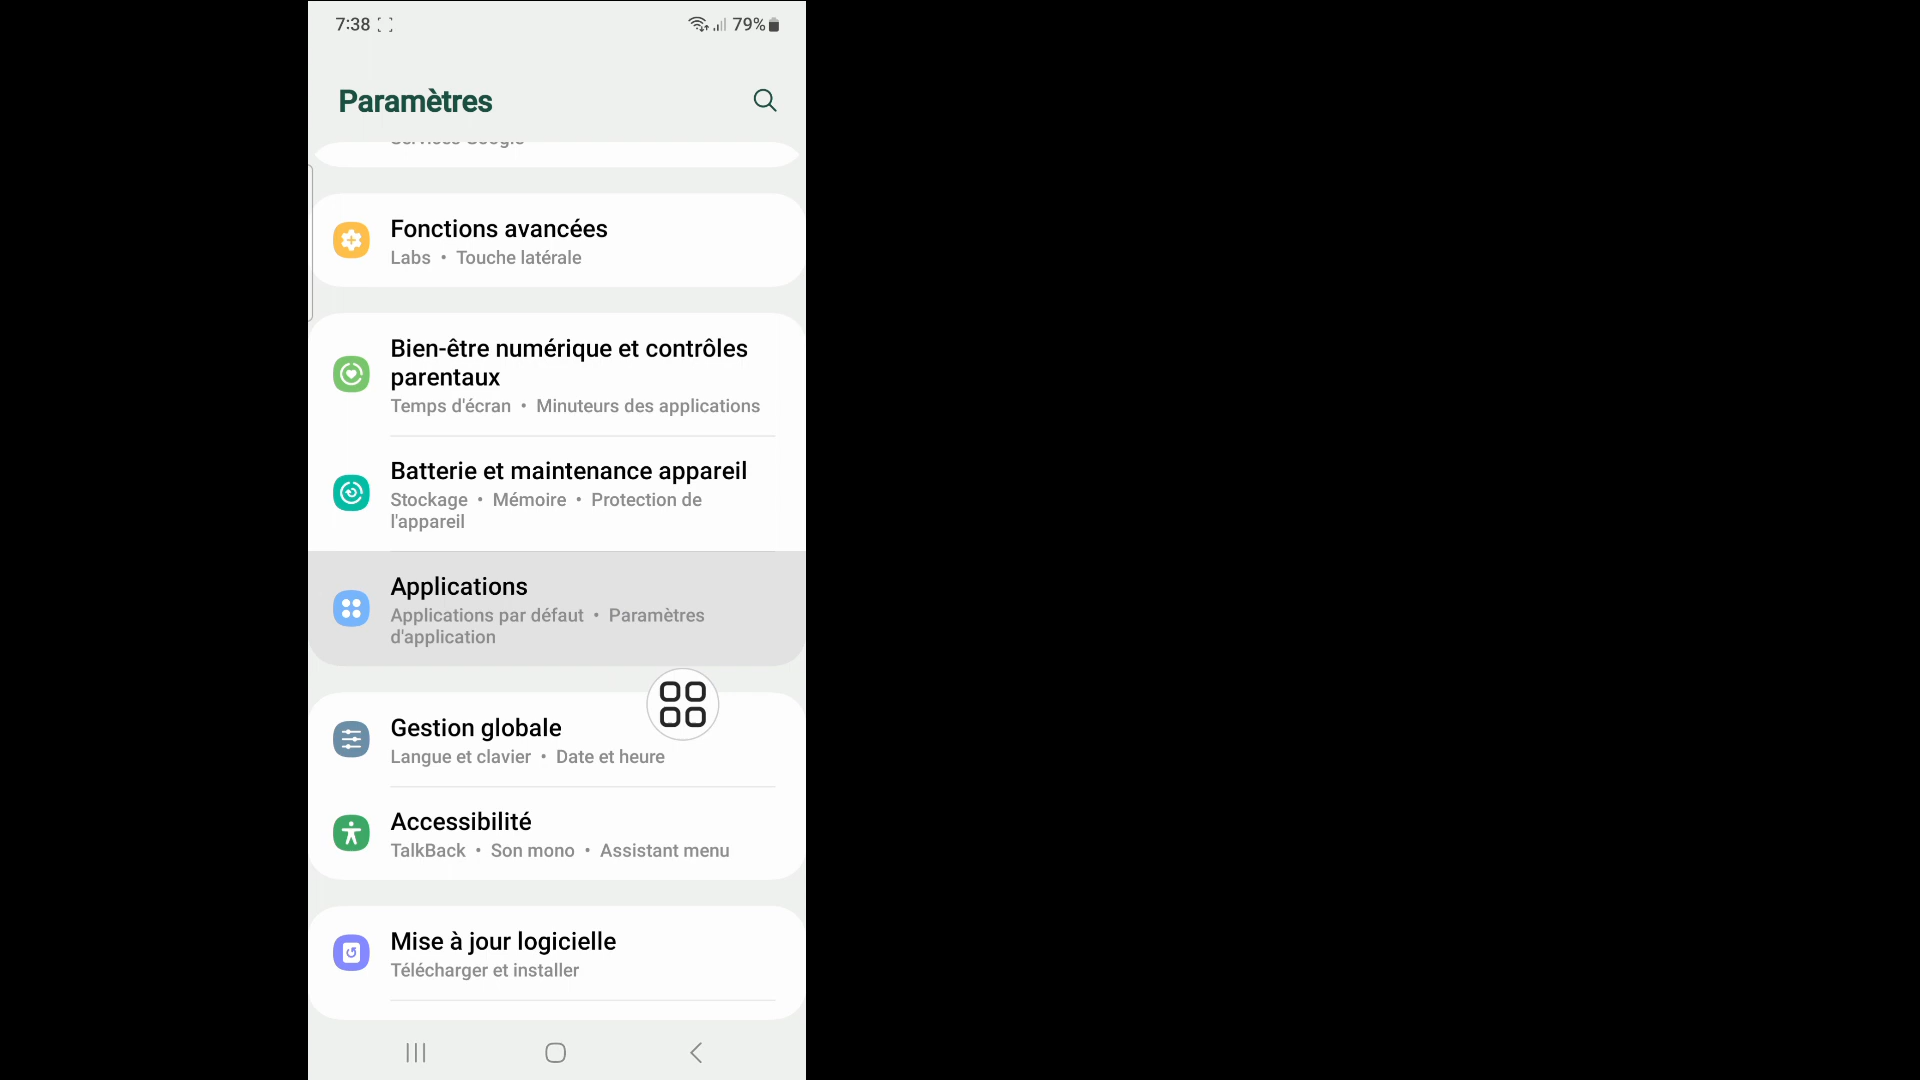 7:38
79%
Paramètres
Services Google
Fonctions avancées
Labs • Touche latérale
Bien-être numérique et contrôles
parentaux
Temps d'écran • Minuteurs des applications
Batterie et maintenance appareil
Stockage • Mémoire • Protection de
l'appareil
Applications
Applications par défaut • Paramètres
d'application
Gestion globale
Langue et clavier • Date et heure
Accessibilité
TalkBack • Son mono • Assistant menu
Mise à jour logicielle
Télécharger et installer